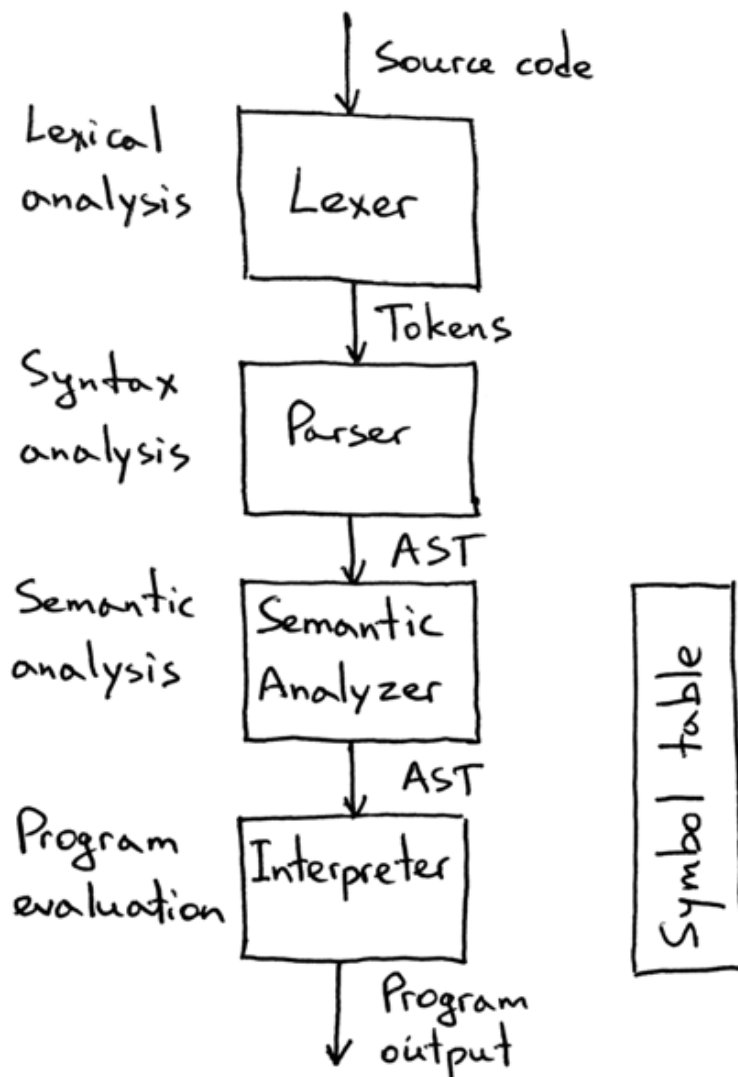 Source code
Lexical
analysis
Lexer
Tokens
Syntax
analysis
Parser
AST
Semantic
analysis
Semantic
Analyzer
AST
Symbol table
Program
evaluation
Interpreter
Program
output